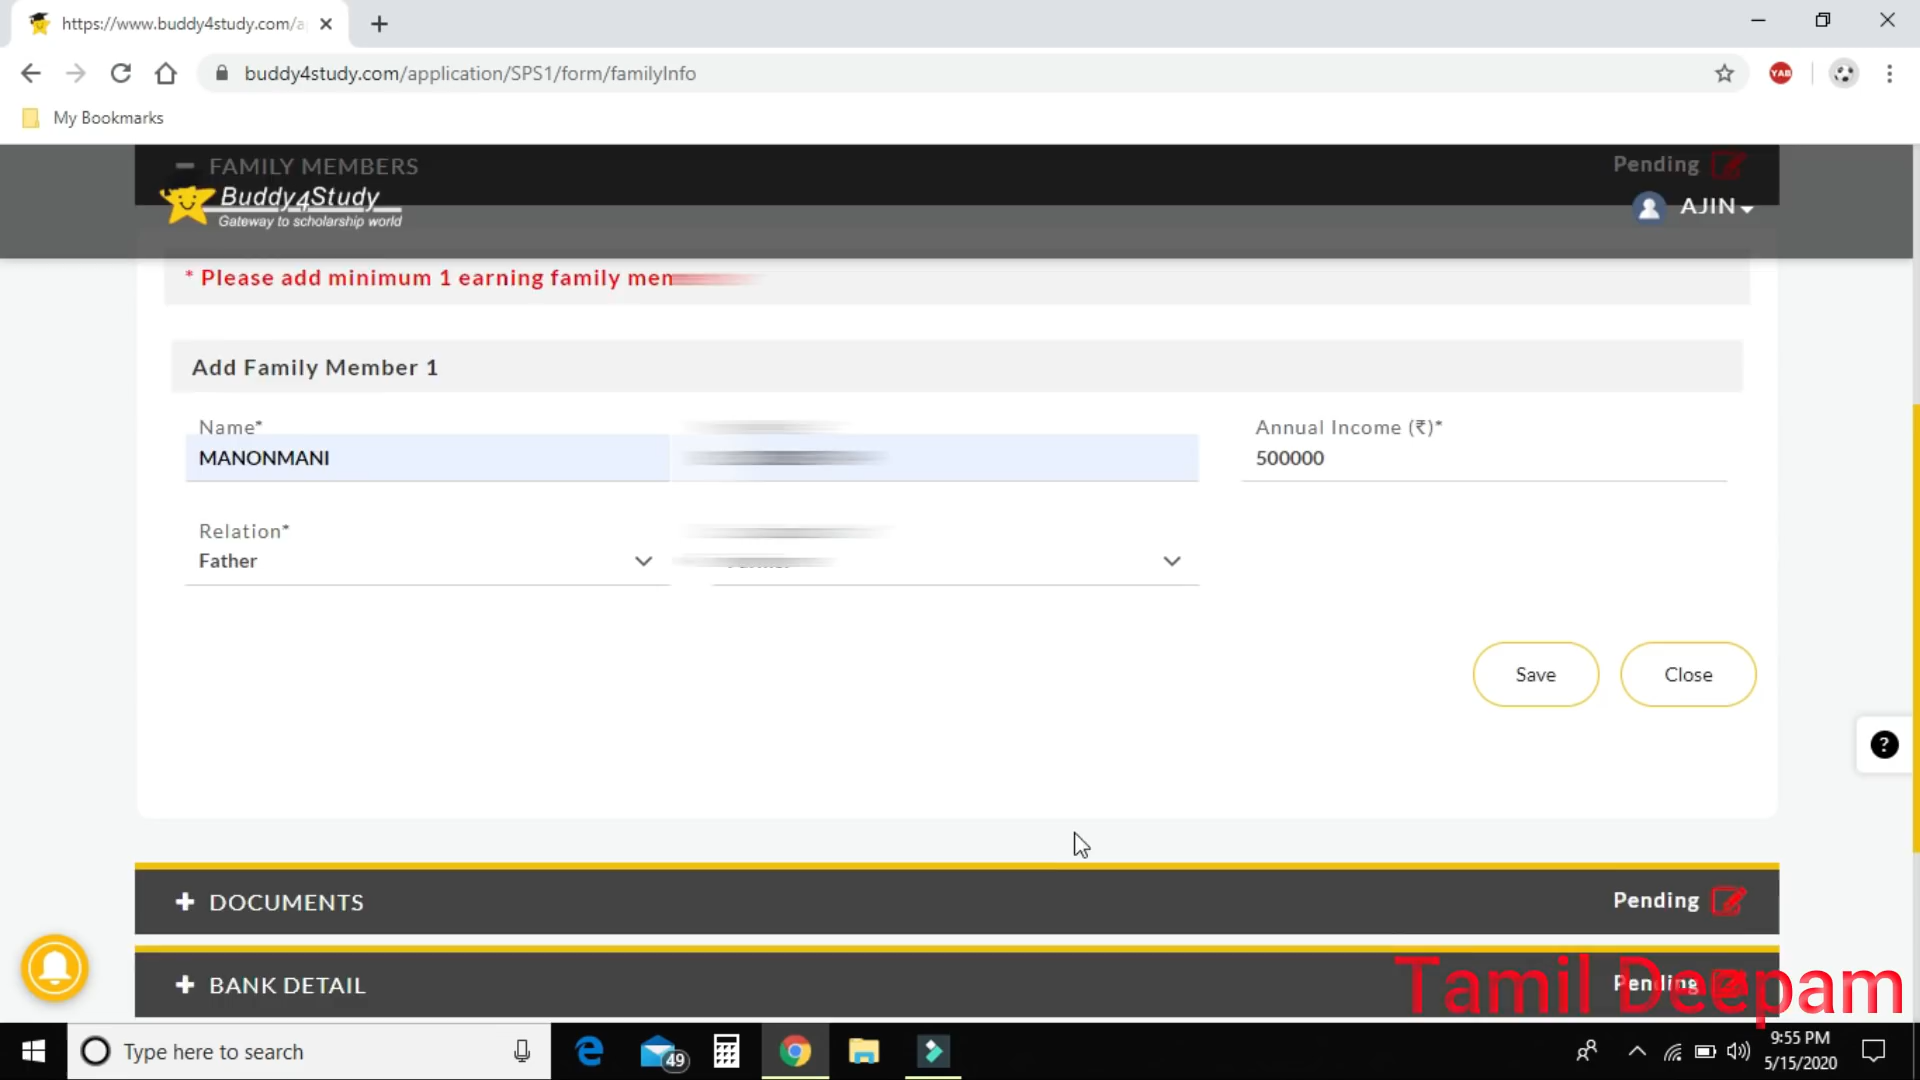 https://www.buddy4study.com/a
buddy4study.com/application/SPS1/form/familyInfo
YAB
My Bookmarks
FAMILY MEMBERS
Pending
Buddy4Study
Gateway to scholarship world
AJIN
* Please add minimum 1 earning family mem
Add Family Member 1
Name*
Annual Income (₹)*
MANONMANI
500000
Relation*
Father
Save
Close
?
DOCUMENTS
Pending
BANK DETAIL
Pending
Tamil Deepam
Type here to search
49
9:55 PM
5/15/2020